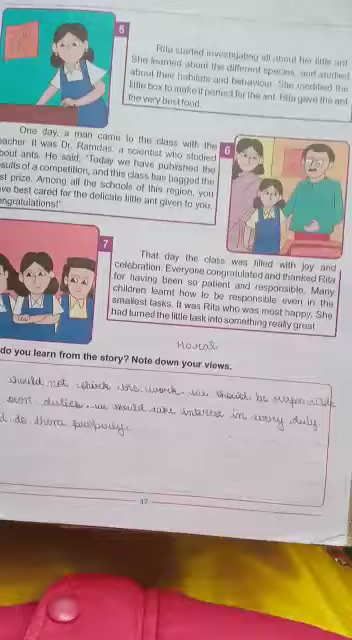 5
Rita started investigating all about her little ant
She learned about the different species, and studied
about their habitats and behaviour. She modified the
little box to make it perfect for the ant. Rita gave the ant
the very best food.
One day, a man came to the class with the
eacher. It was Dr. Ramdas, a scientist who studied
bout ants. He said, 'Today we have published the
sults of a competition, and this class has bagged the
st prize. Among all the schools of this region, you
ve best cared for the delicate little ant given to you.
ngratulations!'
6
7
That day the class was filled with joy and
celebration. Everyone congratulated and thanked Rita
for having been so patient and responsible. Many
children learnt how to be responsible even in the
smallest tasks. It was Rita who was most happy. She
had turned the little task into something really great
Moral
do you learn from the story? Note down your views.
should not shirk the work. we should be responsible
own duties. we should take interest in every duty.
d do them properly.
47